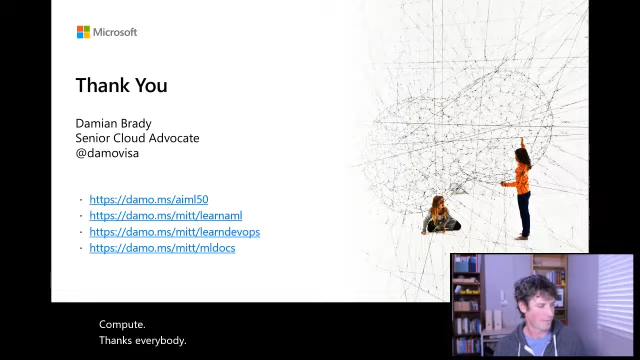 Microsoft
Thank You
Damian Brady
Senior Cloud Advocate
@damovisa
· https://damo.ms/aiml50
· https://damo.ms/mitt/learnaml
· https://damo.ms/mitt/learndevops
· https://damo.ms/mitt/mldocs
Compute.
Thanks everybody.